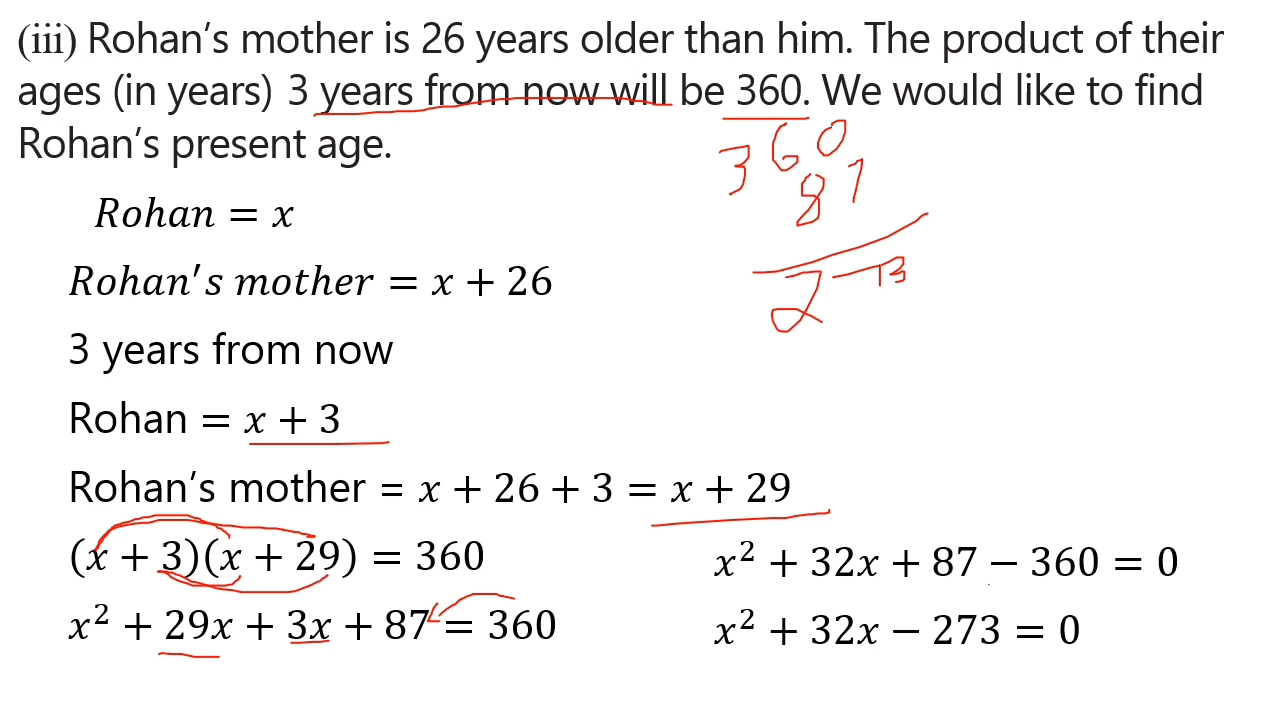 (iii) Rohan’s mother is 26 years older than him. The product of their
ages (in years) 3 years from now will be 360. We would like to find
Rohan’s present age.
360
87
273
Rohan = x
Rohan′s mother = x + 26
3 years from now
Rohan = x + 3
Rohan’s mother = x + 26 + 3 = x + 29
(x + 3)(x + 29) = 360
x² + 29x + 3x + 87 = 360
x² + 32x + 87 − 360 = 0
x² + 32x − 273 = 0